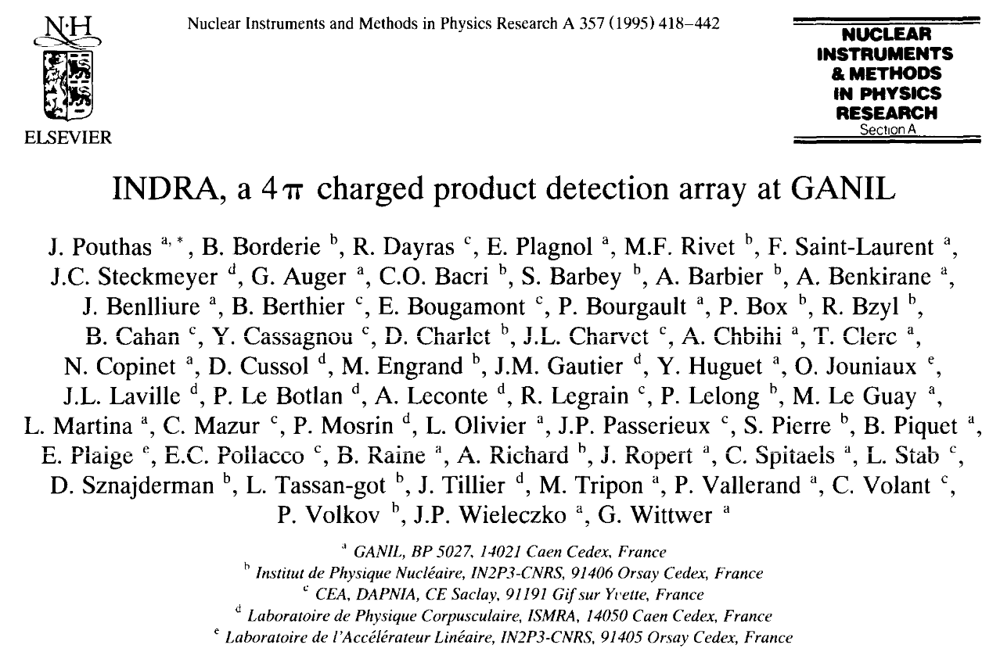 N·H
ELSEVIER
Nuclear Instruments and Methods in Physics Research A 357 (1995) 418–442
NUCLEAR
INSTRUMENTS
& METHODS
IN PHYSICS
RESEARCH
Section A
INDRA, a 4π charged product detection array at GANIL
J. Pouthas a, *, B. Borderie b, R. Dayras c, E. Plagnol a, M.F. Rivet b, F. Saint-Laurent a,
J.C. Steckmeyer d, G. Auger a, C.O. Bacri b, S. Barbey b, A. Barbier b, A. Benkirane a,
J. Benlliure a, B. Berthier c, E. Bougamont c, P. Bourgault a, P. Box b, R. Bzyl b,
B. Cahan c, Y. Cassagnou c, D. Charlet b, J.L. Charvet c, A. Chbihi a, T. Clerc a,
N. Copinet a, D. Cussol d, M. Engrand b, J.M. Gautier d, Y. Huguet a, O. Jouniaux e,
J.L. Laville d, P. Le Botlan d, A. Leconte d, R. Legrain c, P. Lelong b, M. Le Guay a,
L. Martina a, C. Mazur c, P. Mosrin d, L. Olivier a, J.P. Passerieux c, S. Pierre b, B. Piquet a,
E. Plaige e, E.C. Pollacco c, B. Raine a, A. Richard b, J. Ropert a, C. Spitaels a, L. Stab c,
D. Sznajderman b, L. Tassan-got b, J. Tillier d, M. Tripon a, P. Vallerand a, C. Volant c,
P. Volkov b, J.P. Wieleczko a, G. Wittwer a
a GANIL, BP 5027, 14021 Caen Cedex, France
b Institut de Physique Nucléaire, IN2P3-CNRS, 91406 Orsay Cedex, France
c CEA, DAPNIA, CE Saclay, 91191 Gif sur Yvette, France
d Laboratoire de Physique Corpusculaire, ISMRA, 14050 Caen Cedex, France
e Laboratoire de l'Accélérateur Linéaire, IN2P3-CNRS, 91405 Orsay Cedex, France